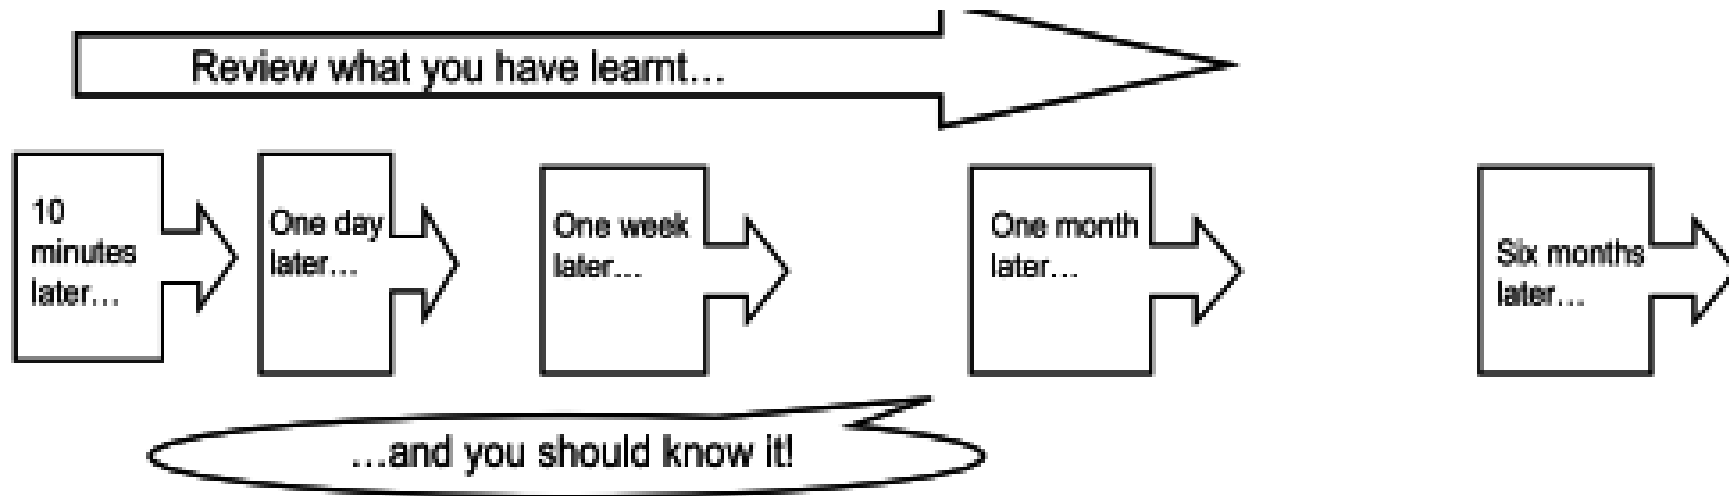 Review what you have learnt...
10
minutes
later...
One day
later...
One week
later...
One month
later...
Six months
later...
...and you should know it!